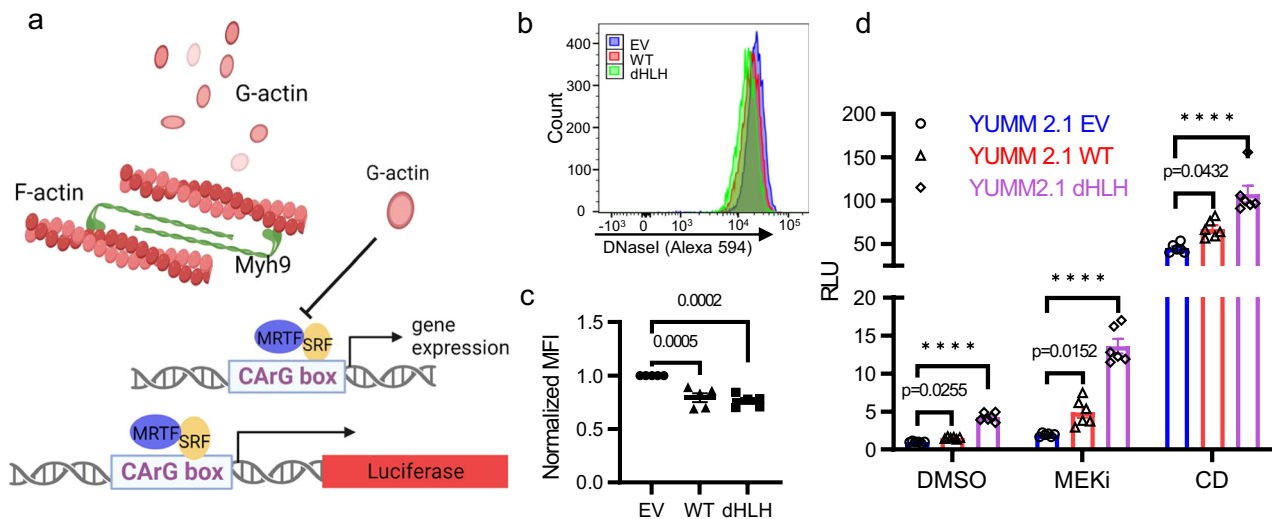 a
G-actin
F-actin
Myh9
G-actin
MRTF
SRF
CArG box
gene
expression
MRTF
SRF
CArG box
Luciferase
b
EV
WT
dHLH
400
300
200
100
0
Count
-10³ 0 10³ 10⁴ 10⁵
DNaseI (Alexa 594)
c
0.0002
0.0005
1.5
1.0
0.5
0.0
Normalized MFI
EV WT dHLH
d
YUMM 2.1 EV
YUMM 2.1 WT
YUMM2.1 dHLH
****
p=0.0432
200
150
100
50
RLU
20
15
10
5
0
****
p=0.0255
****
p=0.0152
DMSO MEKi CD